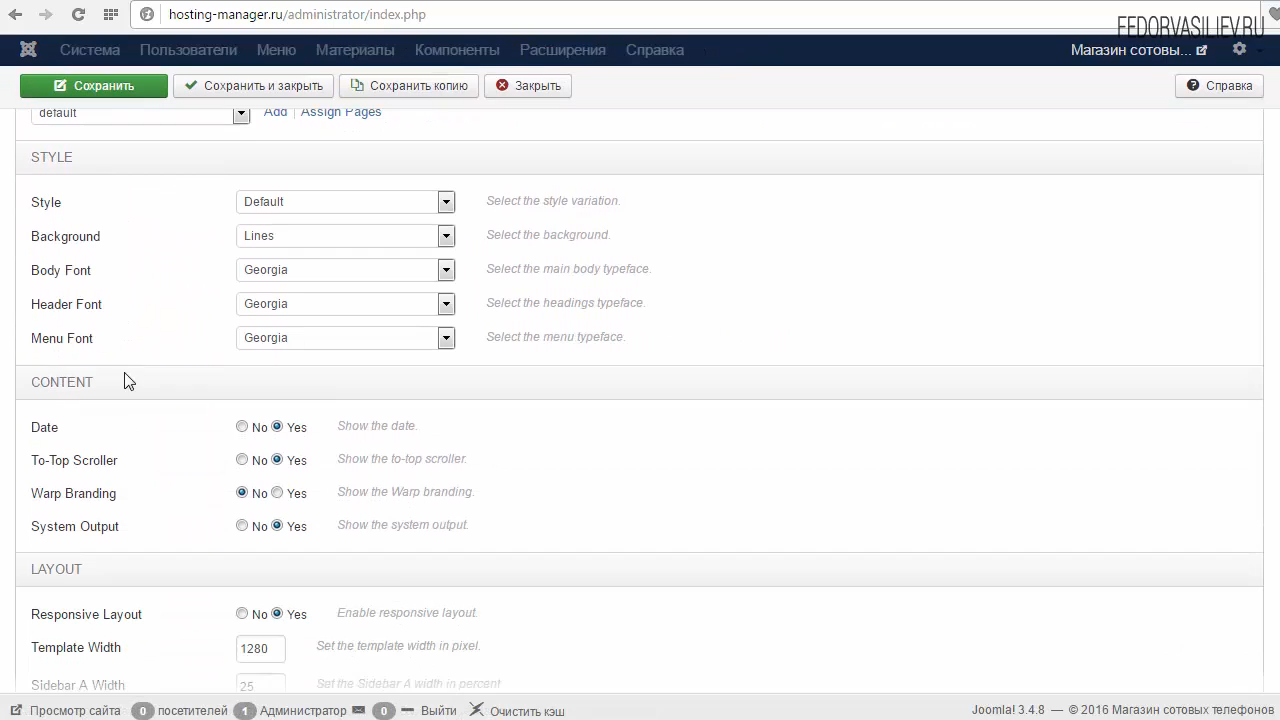 hosting-manager.ru/administrator/index.php
FEDORVASILIEV.RU
Система Пользователи Меню Материалы Компоненты Расширения Справка Магазин сотовы...
Сохранить Сохранить и закрыть Сохранить копию Закрыть Справка
default Add | Assign Pages
STYLE
Style Default Select the style variation.
Background Lines Select the background.
Body Font Georgia Select the main body typeface.
Header Font Georgia Select the headings typeface.
Menu Font Georgia Select the menu typeface.
CONTENT
Date No Yes Show the date.
To-Top Scroller No Yes Show the to-top scroller.
Warp Branding No Yes Show the Warp branding.
System Output No Yes Show the system output.
LAYOUT
Responsive Layout No Yes Enable responsive layout.
Template Width 1280 Set the template width in pixel.
Sidebar A Width 25 Set the Sidebar A width in percent
Просмотр сайта 0 посетителей 1 Администратор 0 Выйти Очистить кэш Joomla! 3.4.8 — © 2016 Магазин сотовых телефонов